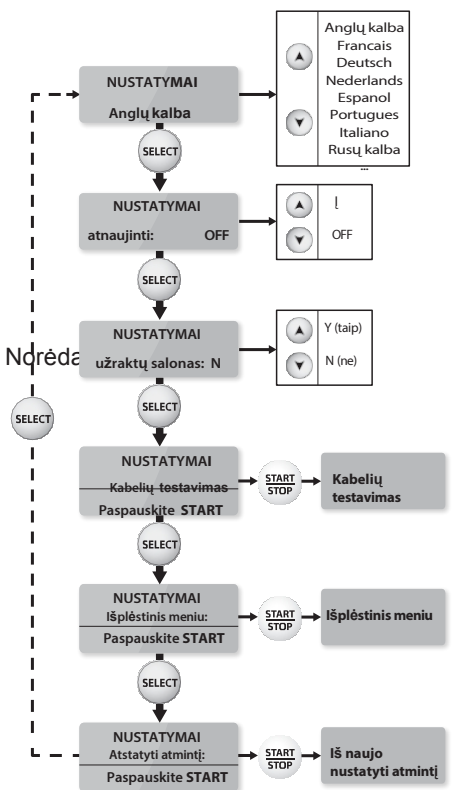 NUSTATYMAI
Anglų kalba
Anglų kalba
Francais
Deutsch
Nederlands
Espanol
Portugues
Italiano
Rusų kalba
...
SELECT
NUSTATYMAI
atnaujinti: OFF
Į
OFF
SELECT
NUSTATYMAI
užraktų salonas: N
Y (taip)
N (ne)
Norėda
SELECT
SELECT
NUSTATYMAI
Kabelių testavimas
Paspauskite START
START
STOP
Kabelių
testavimas
SELECT
NUSTATYMAI
Išplėstinis meniu:
Paspauskite START
START
STOP
Išplėstinis meniu
SELECT
NUSTATYMAI
Atstatyti atmintį:
Paspauskite START
START
STOP
Iš naujo
nustatyti atmintį